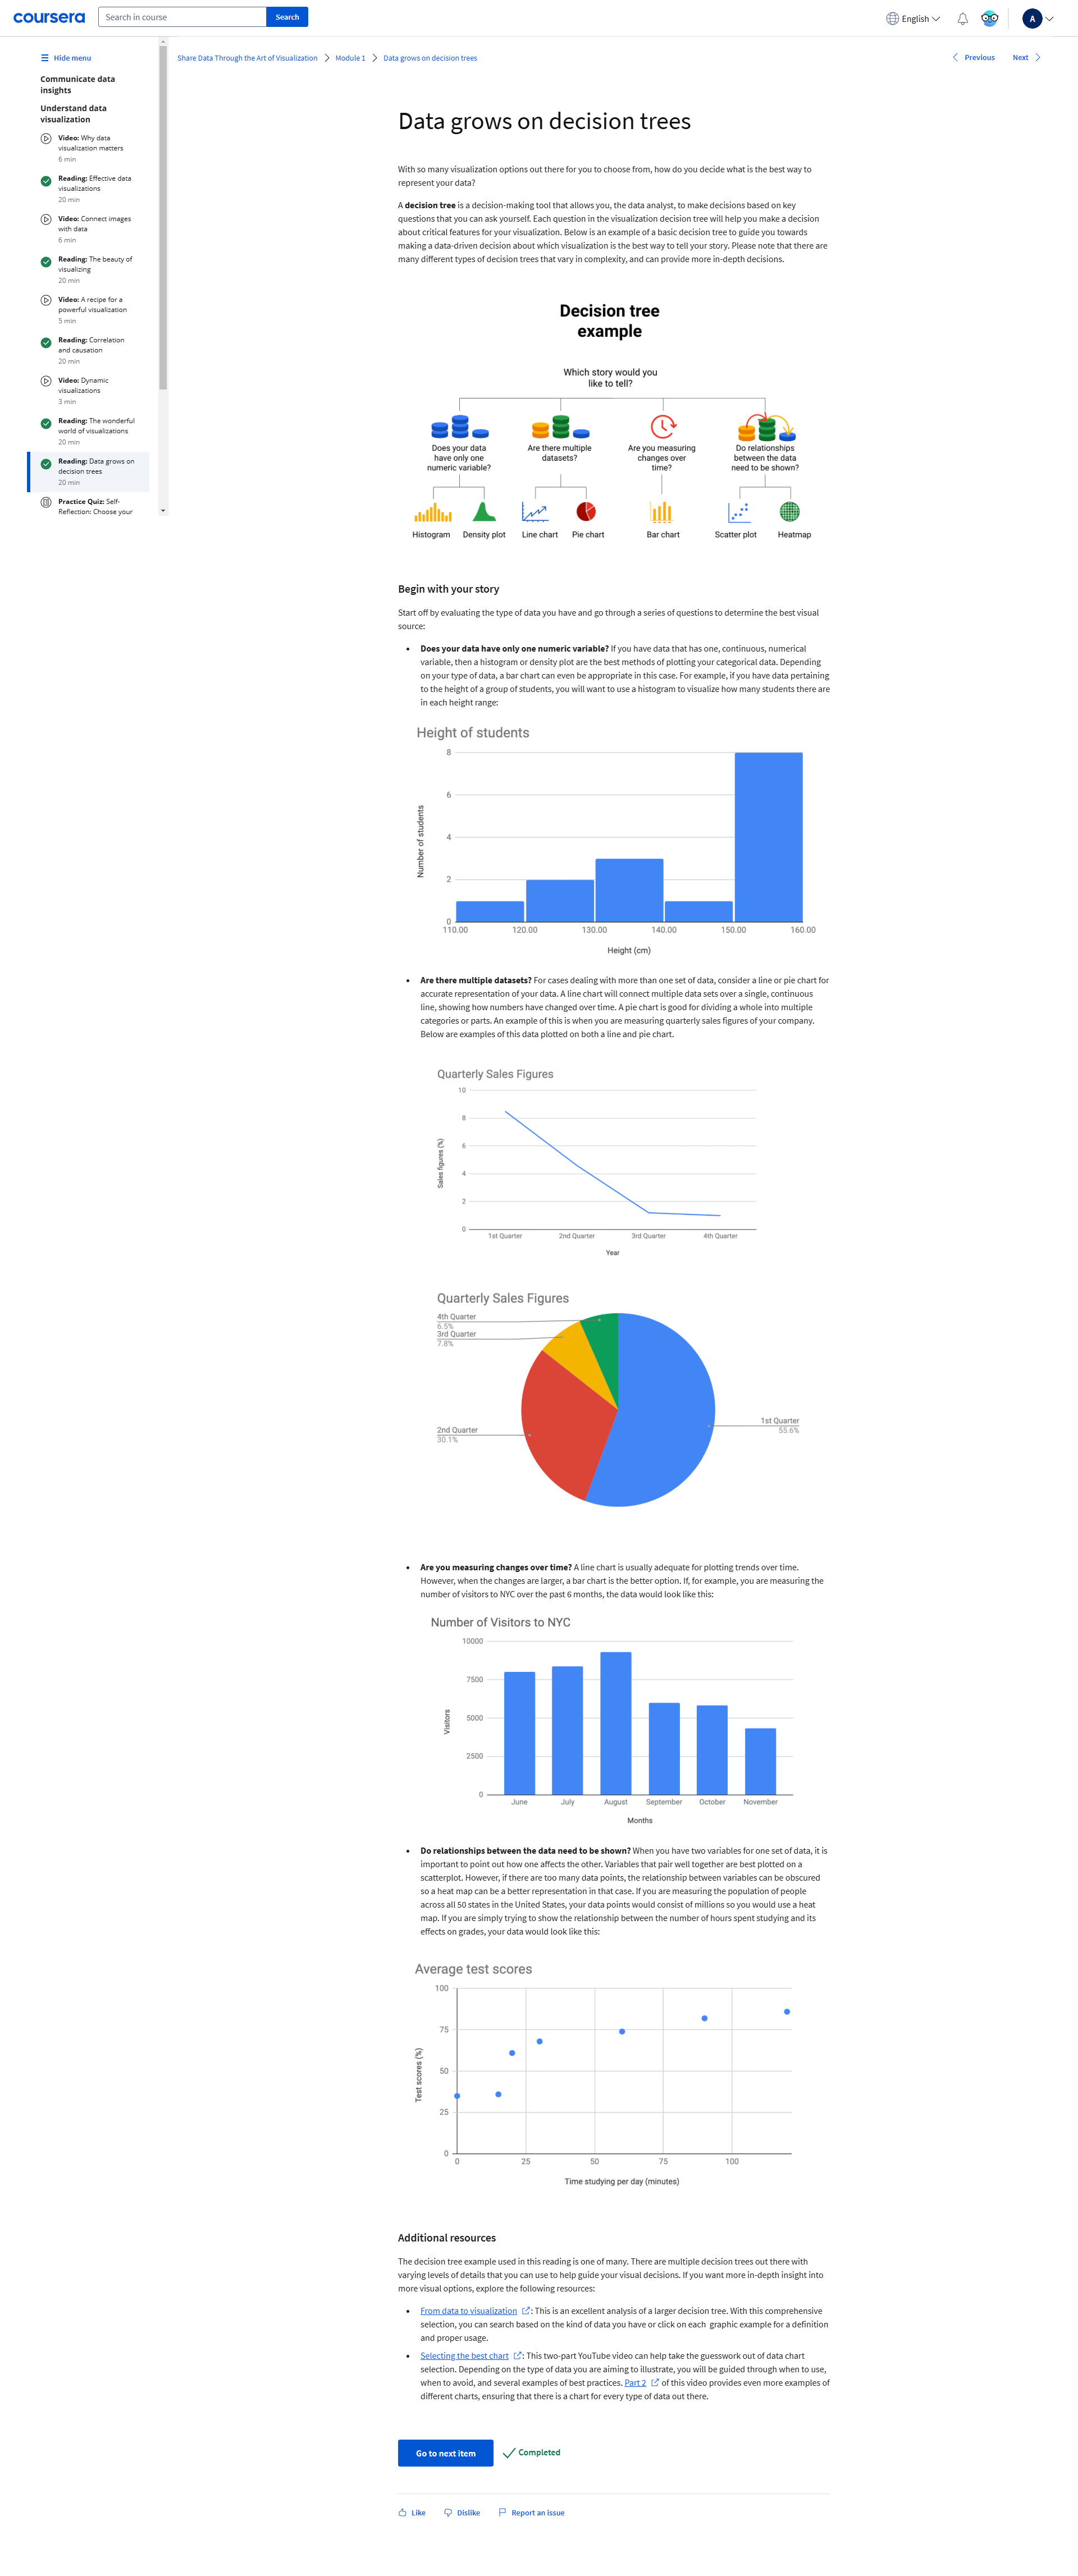 coursera
Search in course
Search
English
A
Hide menu
Communicate data
insights
Understand data
visualization
Video: Why data
visualization matters
6 min
Reading: Effective data
visualizations
20 min
Video: Connect images
with data
6 min
Reading: The beauty of
visualizing
20 min
Video: A recipe for a
powerful visualization
5 min
Reading: Correlation
and causation
20 min
Video: Dynamic
visualizations
3 min
Reading: The wonderful
world of visualizations
20 min
Reading: Data grows on
decision trees
20 min
Practice Quiz: Self-
Reflection: Choose your
Share Data Through the Art of Visualization
Module 1
Data grows on decision trees
Previous
Next
Data grows on decision trees
With so many visualization options out there for you to choose from, how do you decide what is the best way to
represent your data?
A decision tree is a decision-making tool that allows you, the data analyst, to make decisions based on key
questions that you can ask yourself. Each question in the visualization decision tree will help you make a decision
about critical features for your visualization. Below is an example of a basic decision tree to guide you towards
making a data-driven decision about which visualization is the best way to tell your story. Please note that there are
many different types of decision trees that vary in complexity, and can provide more in-depth decisions.
Decision tree
example
Which story would you
like to tell?
Does your data
have only one
numeric variable?
Are there multiple
datasets?
Are you measuring
changes over
time?
Do relationships
between the data
need to be shown?
Histogram
Density plot
Line chart
Pie chart
Bar chart
Scatter plot
Heatmap
Begin with your story
Start off by evaluating the type of data you have and go through a series of questions to determine the best visual
source:
Does your data have only one numeric variable? If you have data that has one, continuous, numerical
variable, then a histogram or density plot are the best methods of plotting your categorical data. Depending
on your type of data, a bar chart can even be appropriate in this case. For example, if you have data pertaining
to the height of a group of students, you will want to use a histogram to visualize how many students there are
in each height range:
Height of students
Number of students
8
6
4
2
0
110.00
120.00
130.00
140.00
150.00
160.00
Height (cm)
Are there multiple datasets? For cases dealing with more than one set of data, consider a line or pie chart for
accurate representation of your data. A line chart will connect multiple data sets over a single, continuous
line, showing how numbers have changed over time. A pie chart is good for dividing a whole into multiple
categories or parts. An example of this is when you are measuring quarterly sales figures of your company.
Below are examples of this data plotted on both a line and pie chart.
Quarterly Sales Figures
Sales figures (%)
10
8
6
4
2
0
1st Quarter
2nd Quarter
3rd Quarter
4th Quarter
Year
Quarterly Sales Figures
4th Quarter
6.5%
3rd Quarter
7.8%
2nd Quarter
30.1%
1st Quarter
55.6%
Are you measuring changes over time? A line chart is usually adequate for plotting trends over time.
However, when the changes are larger, a bar chart is the better option. If, for example, you are measuring the
number of visitors to NYC over the past 6 months, the data would look like this:
Number of Visitors to NYC
Visitors
10000
7500
5000
2500
0
June
July
August
September
October
November
Months
Do relationships between the data need to be shown? When you have two variables for one set of data, it is
important to point out how one affects the other. Variables that pair well together are best plotted on a
scatterplot. However, if there are too many data points, the relationship between variables can be obscured
so a heat map can be a better representation in that case. If you are measuring the population of people
across all 50 states in the United States, your data points would consist of millions so you would use a heat
map. If you are simply trying to show the relationship between the number of hours spent studying and its
effects on grades, your data would look like this:
Average test scores
Test scores (%)
100
75
50
25
0
0
25
50
75
100
Time studying per day (minutes)
Additional resources
The decision tree example used in this reading is one of many. There are multiple decision trees out there with
varying levels of details that you can use to help guide your visual decisions. If you want more in-depth insight into
more visual options, explore the following resources:
From data to visualization : This is an excellent analysis of a larger decision tree. With this comprehensive
selection, you can search based on the kind of data you have or click on each graphic example for a definition
and proper usage.
Selecting the best chart : This two-part YouTube video can help take the guesswork out of data chart
selection. Depending on the type of data you are aiming to illustrate, you will be guided through when to use,
when to avoid, and several examples of best practices. Part 2 of this video provides even more examples of
different charts, ensuring that there is a chart for every type of data out there.
Go to next item
Completed
Like
Dislike
Report an issue